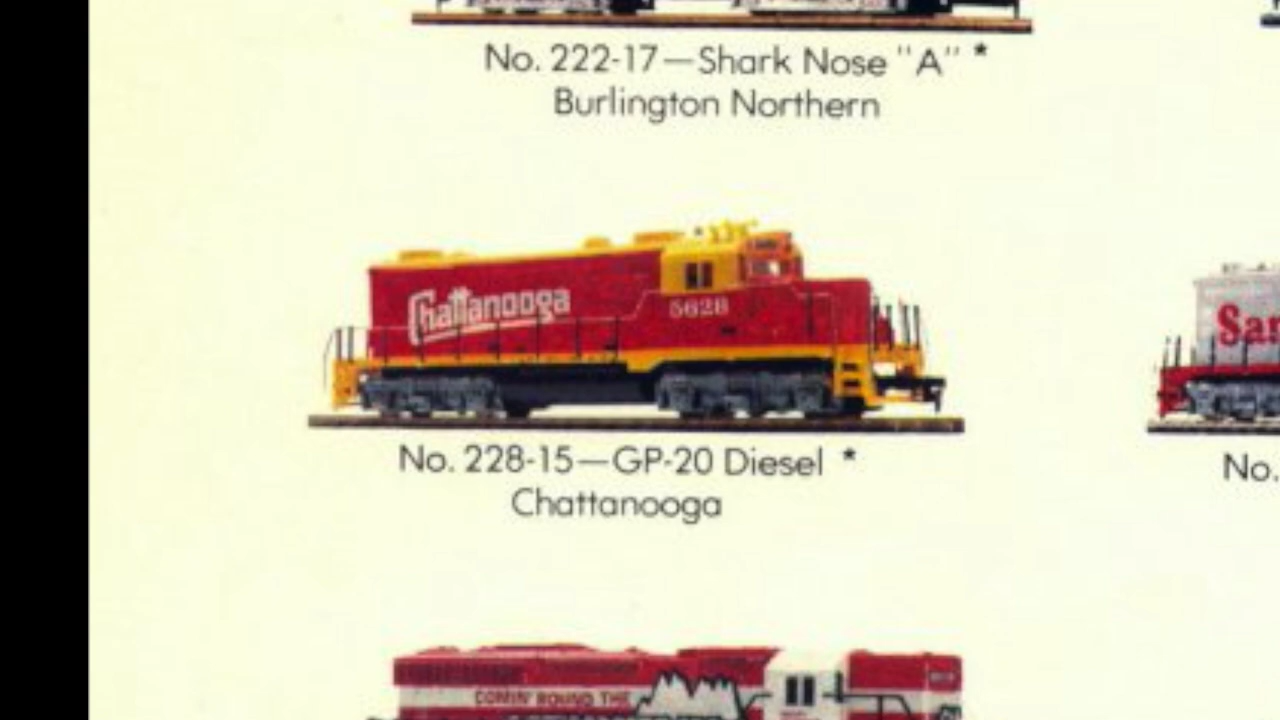 No. 222-17—Shark Nose "A" *
Burlington Northern
Chattanooga
5628
San
No. 228-15—GP-20 Diesel *
No.
Chattanooga
COMIN' ROUND THE